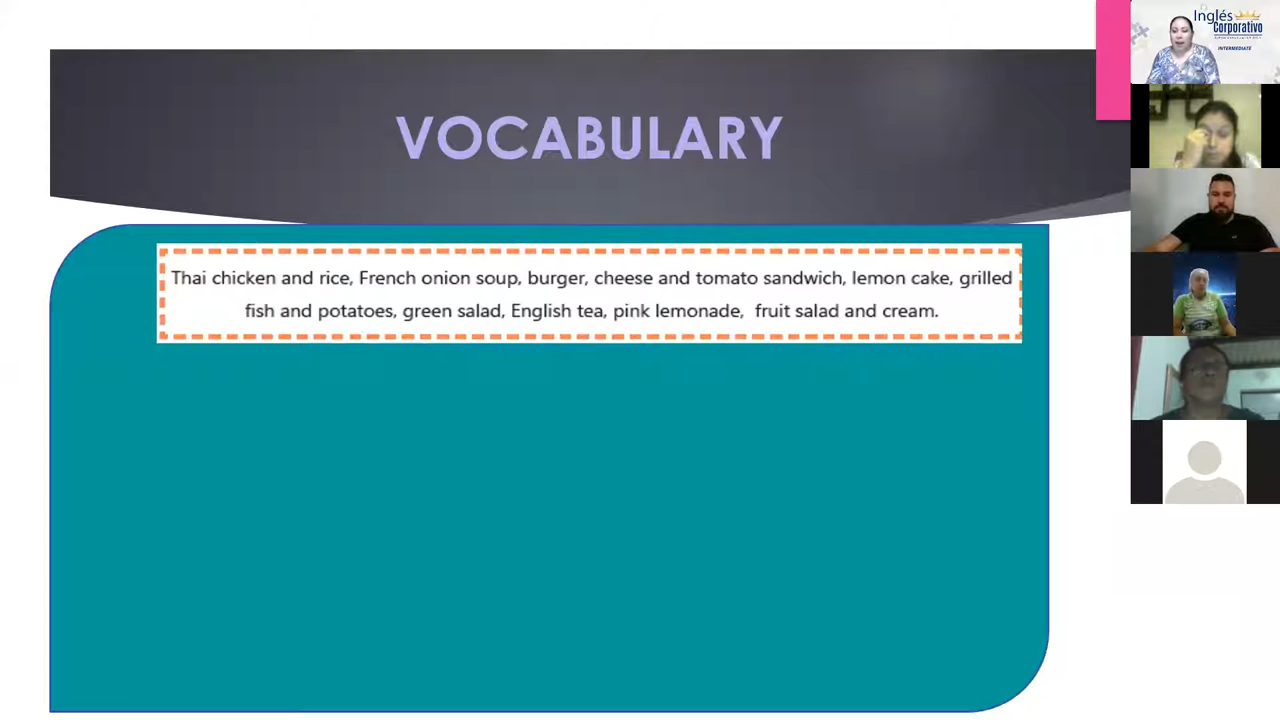 Inglés
Corporativo
INTERMEDIATE
VOCABULARY
Thai chicken and rice, French onion soup, burger, cheese and tomato sandwich, lemon cake, grilled
fish and potatoes, green salad, English tea, pink lemonade, fruit salad and cream.